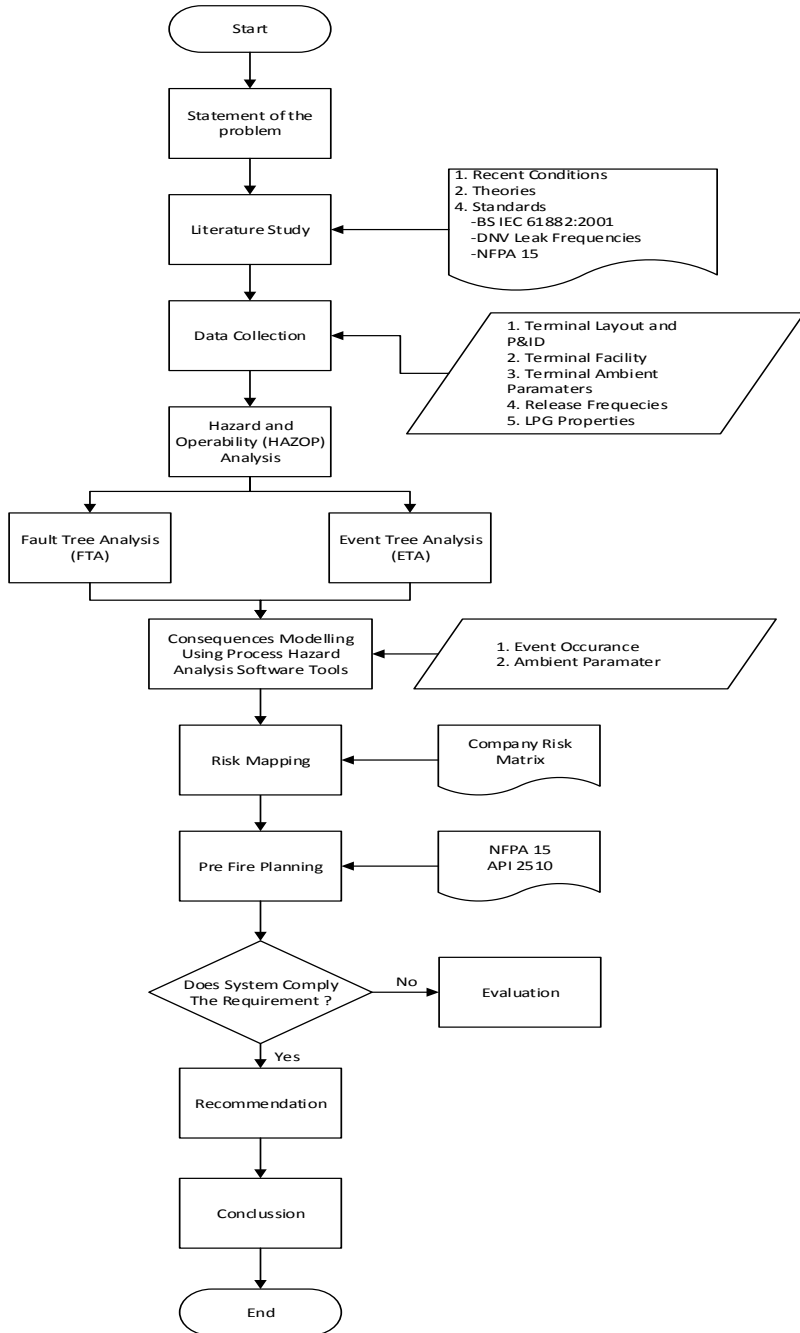 Start
Statement of the
problem
Literature Study
1. Recent Conditions
2. Theories
4. Standards
-BS IEC 61882:2001
-DNV Leak Frequencies
-NFPA 15
Data Collection
1. Terminal Layout and
P&ID
2. Terminal Facility
3. Terminal Ambient
Paramaters
4. Release Frequecies
5. LPG Properties
Hazard and
Operability (HAZOP)
Analysis
Fault Tree Analysis
(FTA)
Event Tree Analysis
(ETA)
Consequences Modelling
Using Process Hazard
Analysis Software Tools
1. Event Occurance
2. Ambient Paramater
Risk Mapping
Company Risk
Matrix
Pre Fire Planning
NFPA 15
API 2510
Does System Comply
The Requirement ?
No
Evaluation
Yes
Recommendation
Conclussion
End